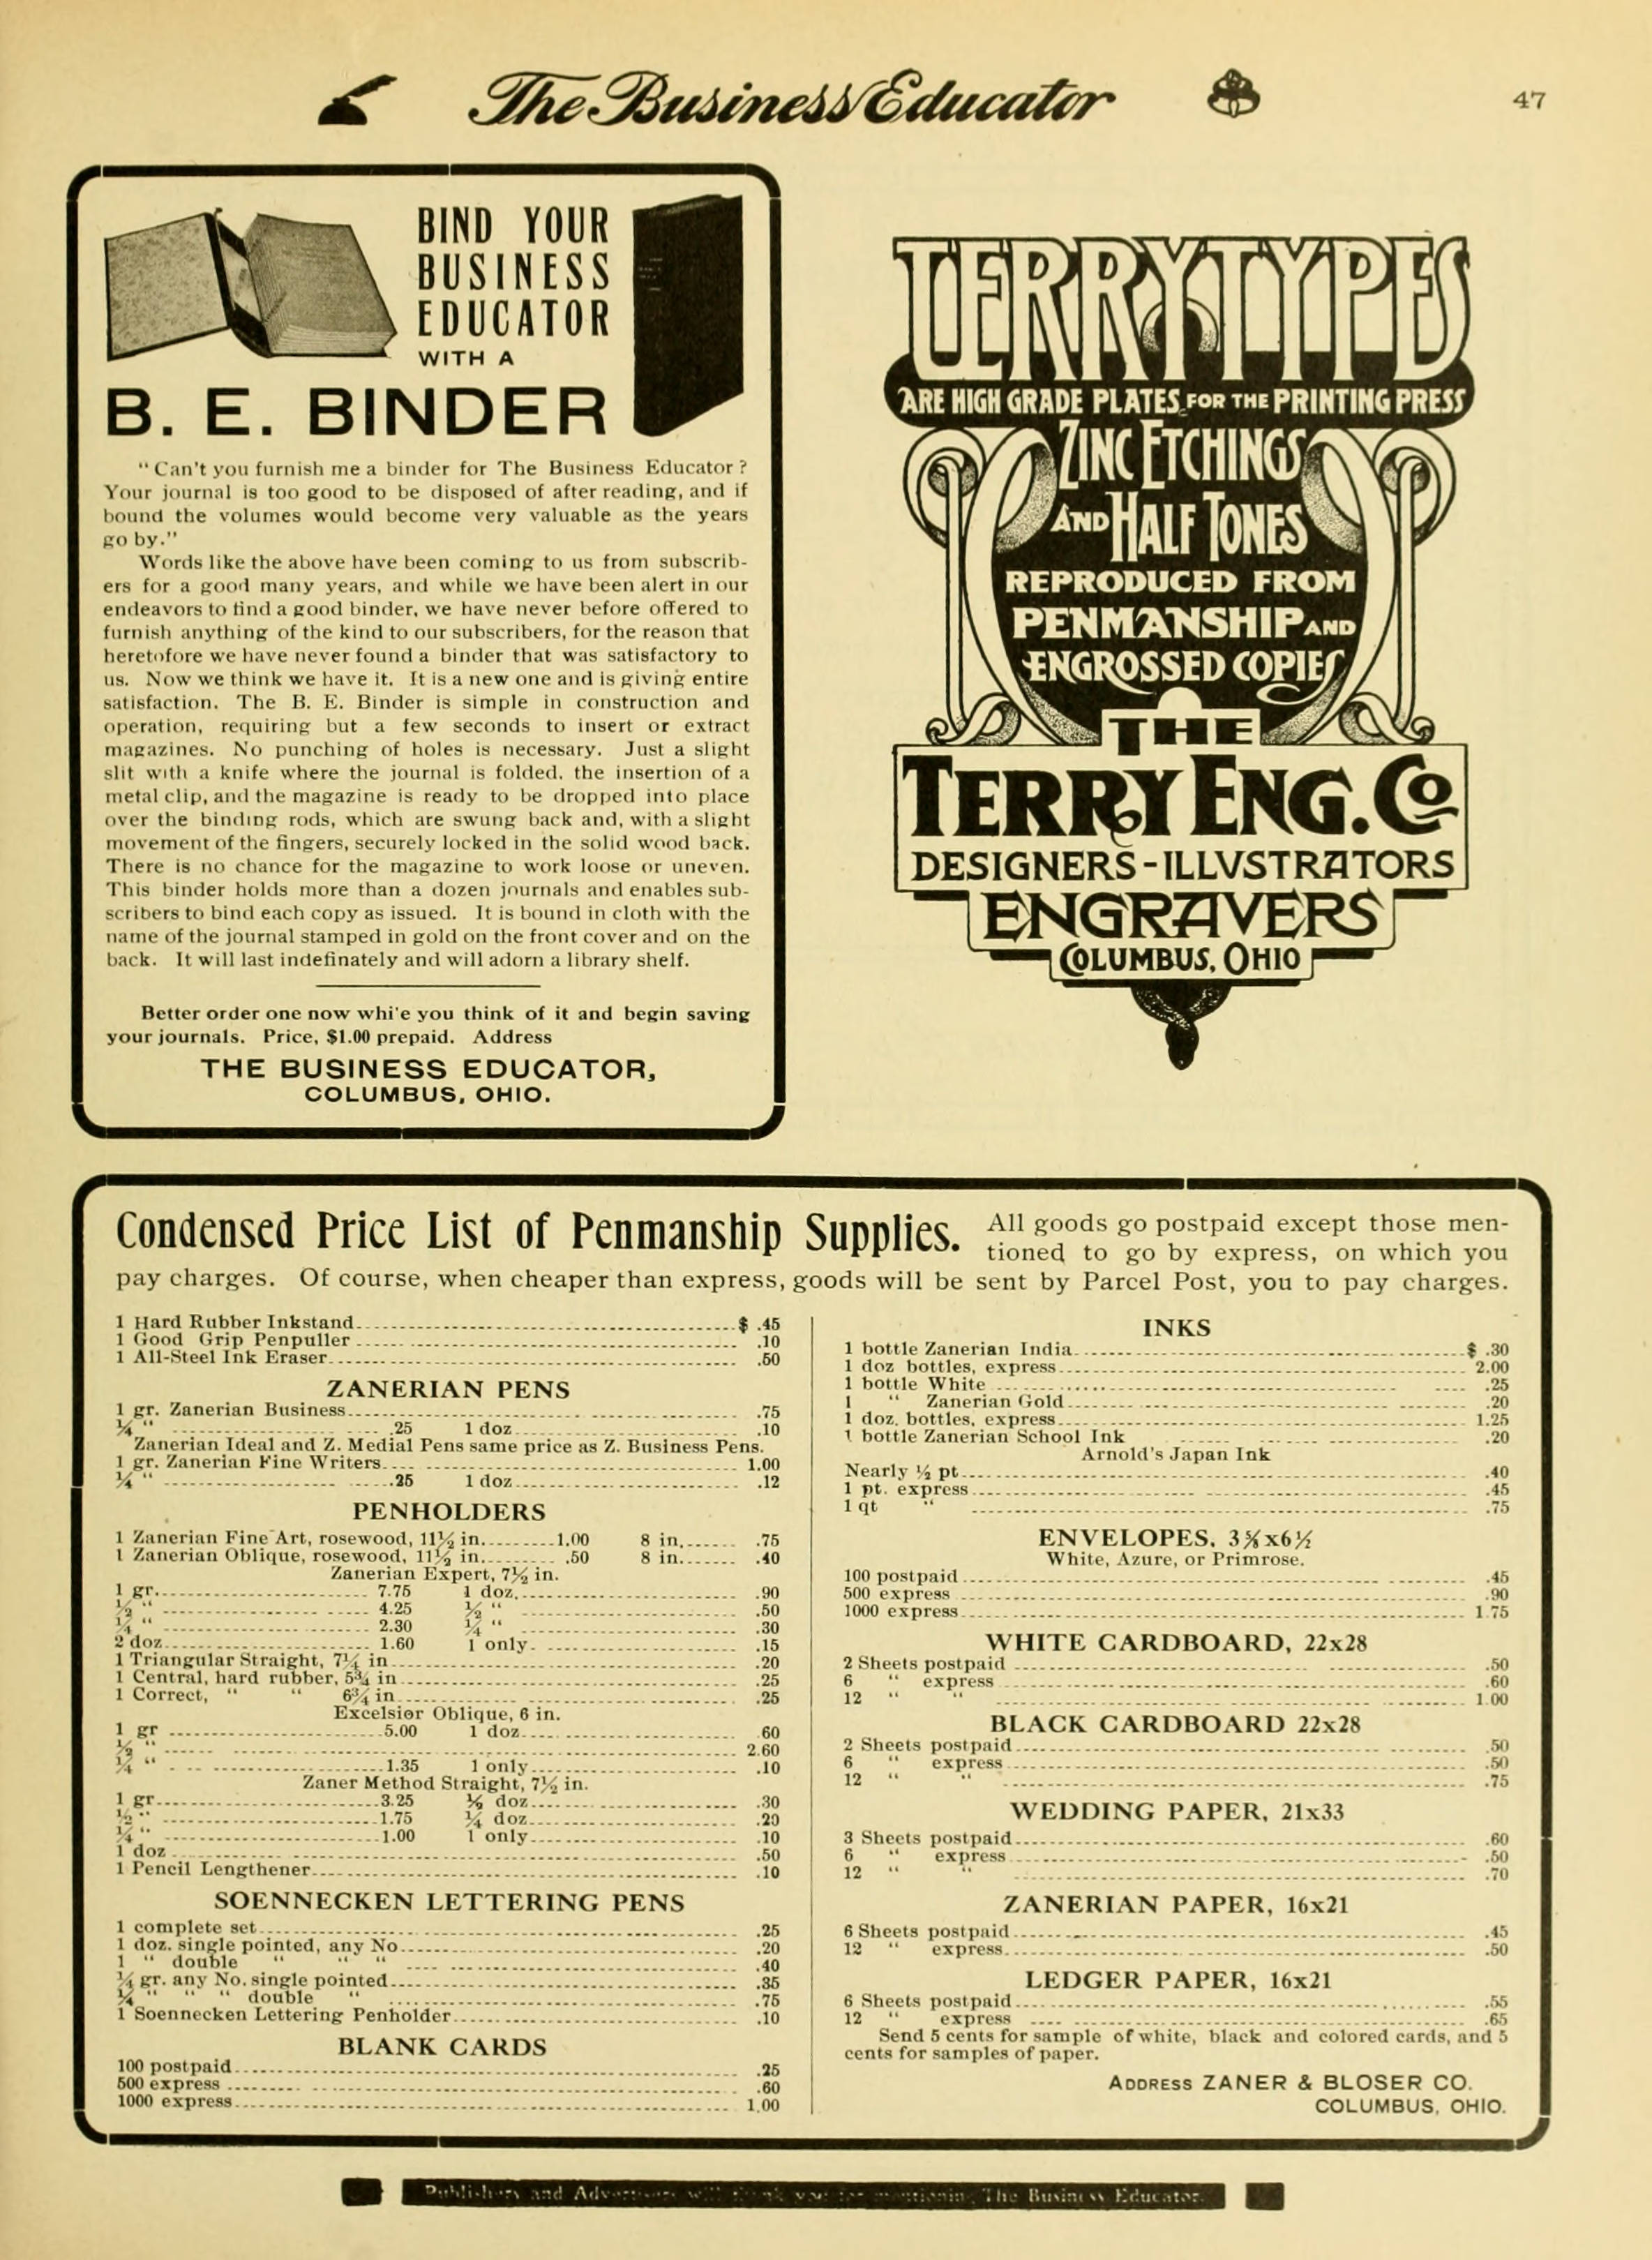 The Business Educator
47
BIND YOUR
BUSINESS
EDUCATOR
WITH A
B. E. BINDER
"Can't you furnish me a binder for The Business Educator?
Your journal is too good to be disposed of after reading, and if
bound the volumes would become very valuable as the years
go by."
Words like the above have been coming to us from subscrib-
ers for a good many years, and while we have been alert in our
endeavors to find a good binder, we have never before offered to
furnish anything of the kind to our subscribers, for the reason that
heretofore we have never found a binder that was satisfactory to
us. Now we think we have it. It is a new one and is giving entire
satisfaction. The B. E. Binder is simple in construction and
operation, requiring but a few seconds to insert or extract
magazines. No punching of holes is necessary. Just a slight
slit with a knife where the journal is folded, the insertion of a
metal clip, and the magazine is ready to be dropped into place
over the binding rods, which are swung back and, with a slight
movement of the fingers, securely locked in the solid wood back.
There is no chance for the magazine to work loose or uneven.
This binder holds more than a dozen journals and enables sub-
scribers to bind each copy as issued. It is bound in cloth with the
name of the journal stamped in gold on the front cover and on the
back. It will last indefinately and will adorn a library shelf.
Better order one now whi'e you think of it and begin saving
your journals. Price, $1.00 prepaid. Address
THE BUSINESS EDUCATOR,
COLUMBUS, OHIO.
TERRYTYPES
ARE HIGH GRADE PLATES FOR THE PRINTING PRESS
ZINC ETCHINGS
AND HALF TONES
REPRODUCED FROM
PENMANSHIP AND
ENGROSSED COPIES
THE
TERRY ENG. Co
DESIGNERS - ILLVSTRATORS
ENGRAVERS
COLUMBUS, OHIO
Condensed Price List of Penmanship Supplies. All goods go postpaid except those men-
tioned to go by express, on which you
pay charges. Of course, when cheaper than express, goods will be sent by Parcel Post, you to pay charges.
1 Hard Rubber Inkstand $ .45
1 Good Grip Penpuller .10
1 All-Steel Ink Eraser .50
ZANERIAN PENS
1 gr. Zanerian Business .75
¼ " .25 1 doz .10
Zanerian Ideal and Z. Medial Pens same price as Z. Business Pens.
1 gr. Zanerian Fine Writers 1.00
¼ " .25 1 doz .12
PENHOLDERS
1 Zanerian Fine Art, rosewood, 11½ in. 1.00 8 in. .75
1 Zanerian Oblique, rosewood, 11½ in. .50 8 in. .40
Zanerian Expert, 7½ in.
1 gr. 7.75 1 doz. .90
½ " 4.25 ½ " .50
¼ " 2.30 ¼ " .30
2 doz. 1.60 1 only. .15
1 Triangular Straight, 7¼ in .20
1 Central, hard rubber, 5¾ in .25
1 Correct, " " 6¾ in .25
Excelsior Oblique, 6 in.
1 gr 5.00 1 doz .60
½ " 2.60
¼ " 1.35 1 only .10
Zaner Method Straight, 7½ in.
1 gr 3.25 ½ doz .30
½ " 1.75 ¼ doz .20
¼ " 1.00 1 only .10
1 doz .50
1 Pencil Lengthener .10
SOENNECKEN LETTERING PENS
1 complete set .25
1 doz. single pointed, any No .20
1 " double " " " .40
¼ gr. any No. single pointed .35
¼ " " " double " .75
1 Soennecken Lettering Penholder .10
BLANK CARDS
100 postpaid .25
500 express .60
1000 express 1.00
INKS
1 bottle Zanerian India $ .30
1 doz bottles, express 2.00
1 bottle White .25
1 " Zanerian Gold .20
1 doz. bottles, express 1.25
1 bottle Zanerian School Ink .20
Arnold's Japan Ink
Nearly ½ pt .40
1 pt. express .45
1 qt " .75
ENVELOPES, 3⅝x6½
White, Azure, or Primrose.
100 postpaid .45
500 express .90
1000 express 1.75
WHITE CARDBOARD, 22x28
2 Sheets postpaid .50
6 " express .60
12 " " 1.00
BLACK CARDBOARD 22x28
2 Sheets postpaid .50
6 " express .50
12 " " .75
WEDDING PAPER, 21x33
3 Sheets postpaid .60
6 " express .50
12 " " .70
ZANERIAN PAPER, 16x21
6 Sheets postpaid .45
12 " express .50
LEDGER PAPER, 16x21
6 Sheets postpaid .55
12 " express .65
Send 5 cents for sample of white, black and colored cards, and 5
cents for samples of paper.
ADDRESS ZANER & BLOSER CO.
COLUMBUS, OHIO.
Publishers and Advertisers will thank you for mentioning The Business Educator.